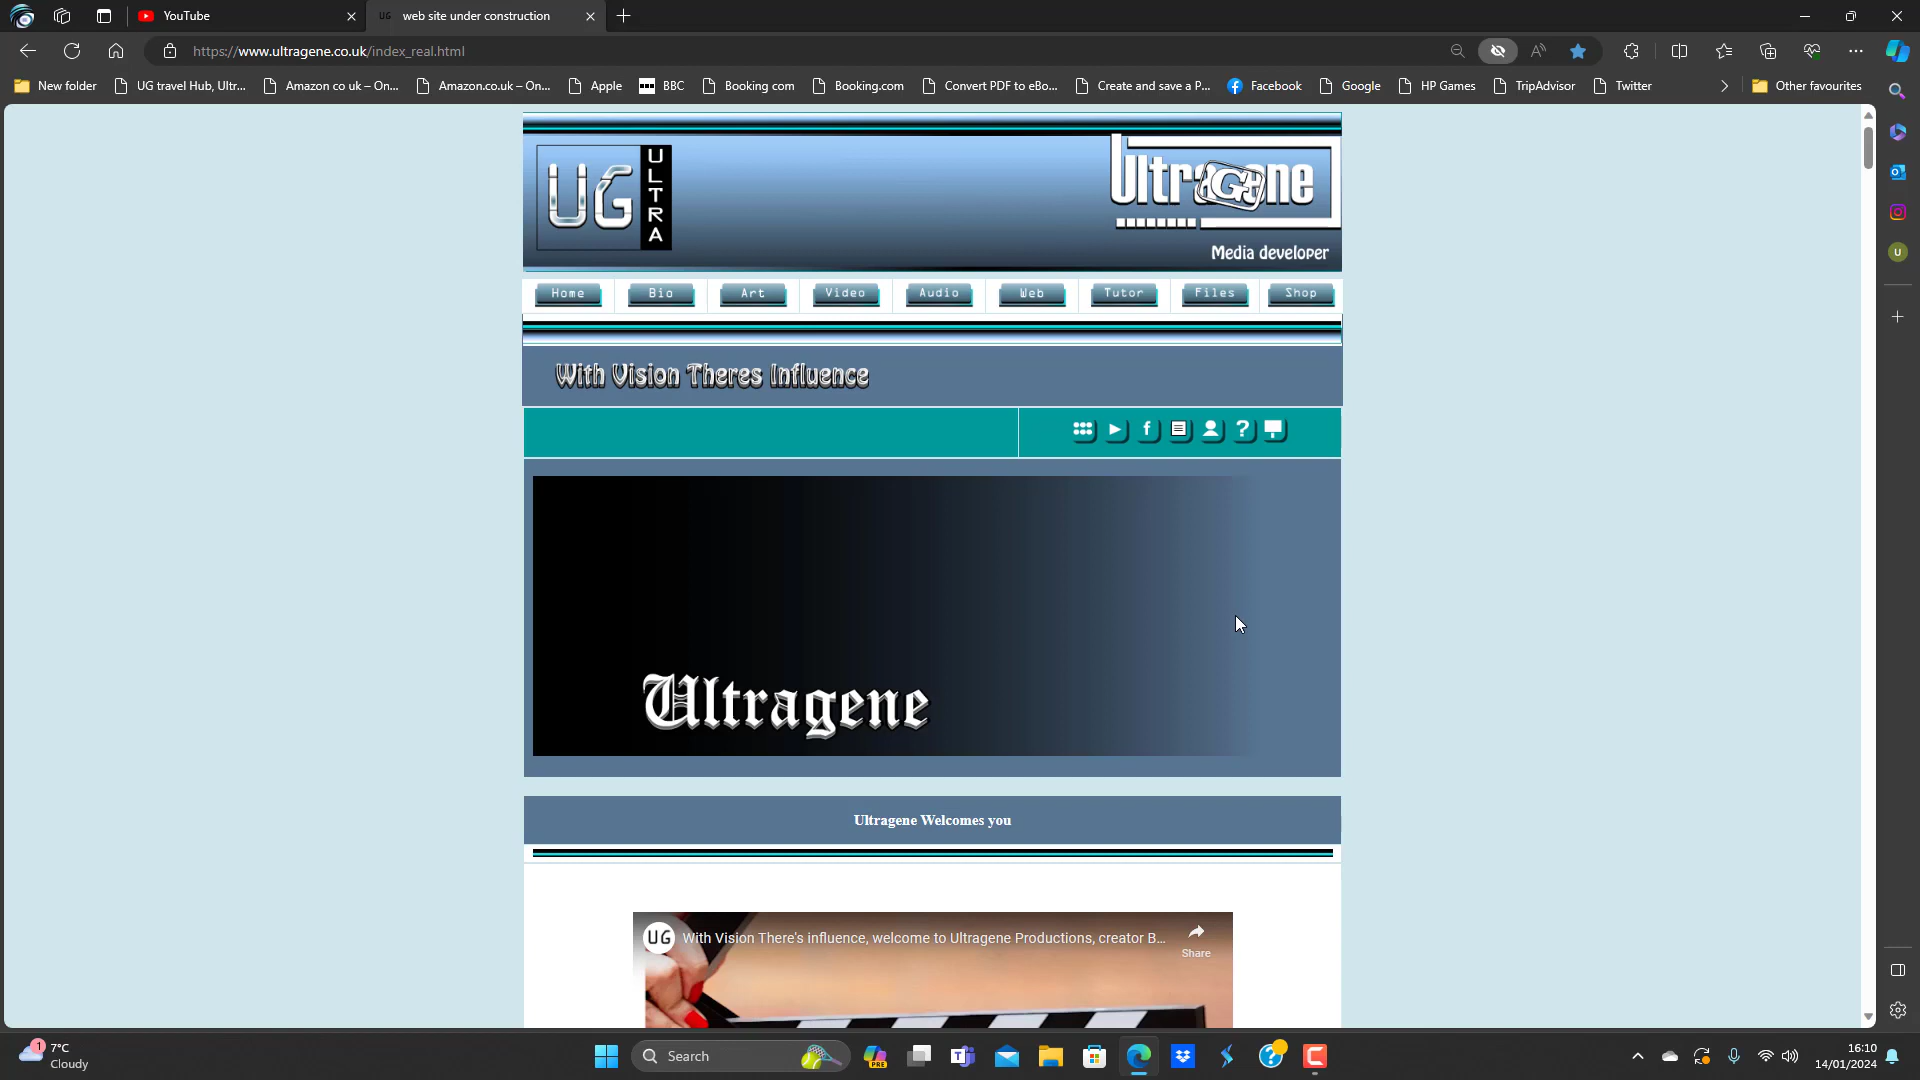 YouTube
UG web site under construction
https://www.ultragene.co.uk/index_real.html
New folder
UG travel Hub, Ultr...
Amazon co uk – On...
Amazon.co.uk – On...
Apple
BBC
Booking com
Booking.com
Convert PDF to eBo...
Create and save a P...
Facebook
Google
HP Games
TripAdvisor
Twitter
Other favourites
UG ULTRA
Ultragene
G
Media developer
Home Bio Art Video Audio Web Tutor Files Shop
With Vision Theres Influence
Ultragene
Ultragene Welcomes you
UG With Vision There's influence, welcome to Ultragene Productions, creator B...
Share
U
1
7°C
Cloudy
Search
PRE
16:10
14/01/2024